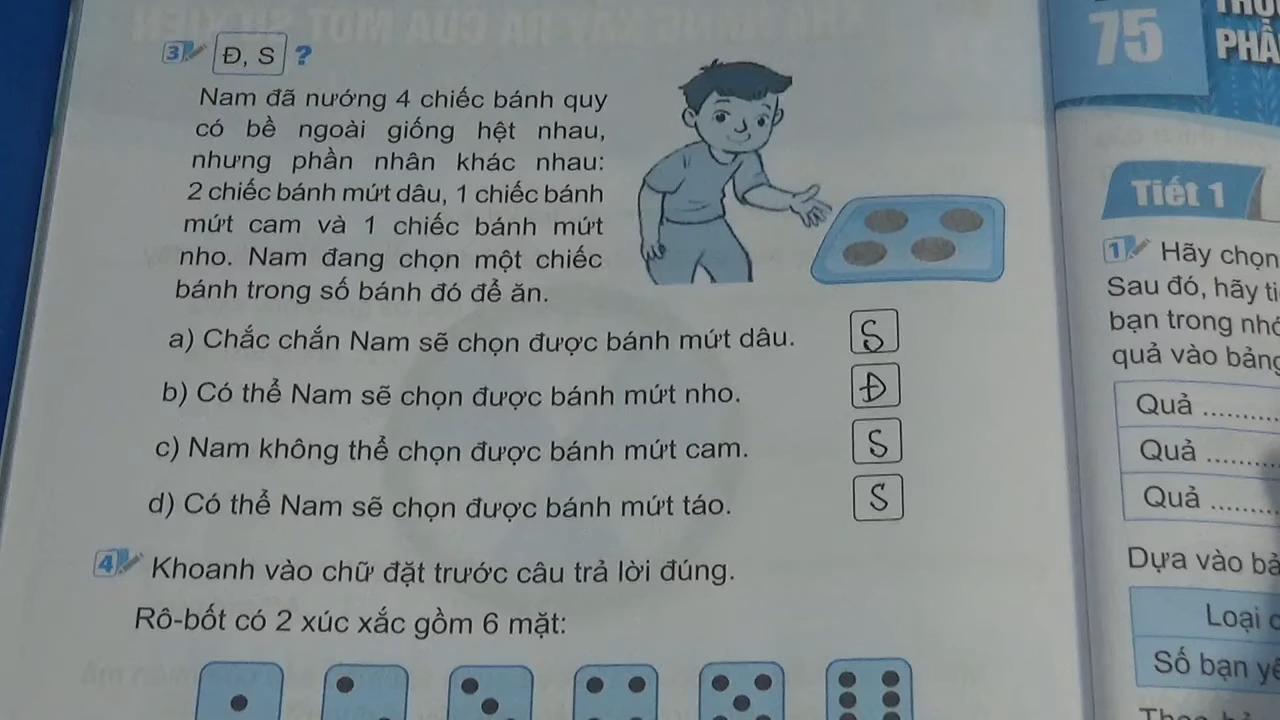 3 Đ, S ?
Nam đã nướng 4 chiếc bánh quy
có bề ngoài giống hệt nhau,
nhưng phần nhân khác nhau:
2 chiếc bánh mứt dâu, 1 chiếc bánh
mứt cam và 1 chiếc bánh mứt
nho. Nam đang chọn một chiếc
bánh trong số bánh đó để ăn.
a) Chắc chắn Nam sẽ chọn được bánh mứt dâu. S
b) Có thể Nam sẽ chọn được bánh mứt nho. Đ
c) Nam không thể chọn được bánh mứt cam. S
d) Có thể Nam sẽ chọn được bánh mứt táo. S
4 Khoanh vào chữ đặt trước câu trả lời đúng.
Rô-bốt có 2 xúc xắc gồm 6 mặt:
75
Tiết 1
1 Hãy chọn
Sau đó, hãy
bạn trong
quả vào bảng
Quả ..........
Quả ..........
Quả ..........
Dựa vào
Loại
Số bạn